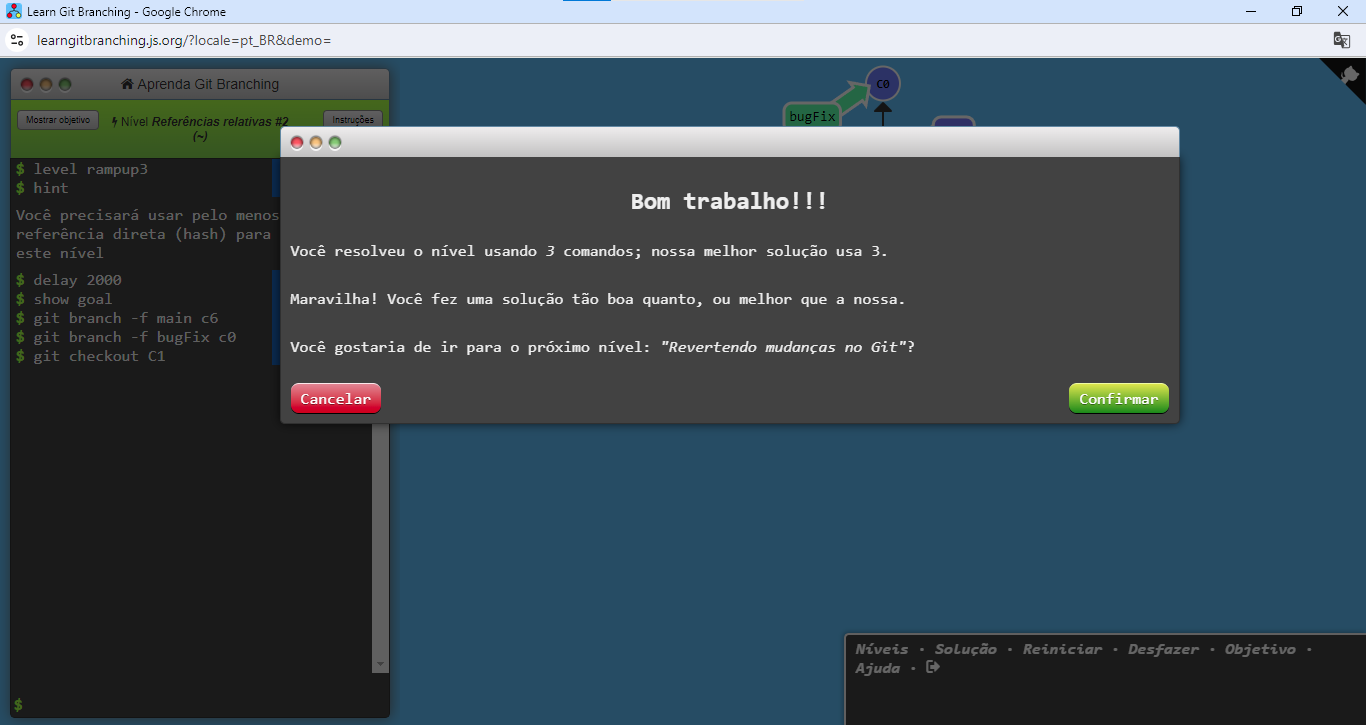 Learn Git Branching - Google Chrome
learngitbranching.js.org/?locale=pt_BR&demo=
Aprenda Git Branching
Mostrar objetivo
Nível Referências relativas #2
(~)
Instruções
$ level rampup3
$ hint
Você precisará usar pelo menos
referência direta (hash) para
este nível
$ delay 2000
$ show goal
$ git branch -f main c6
$ git branch -f bugFix c0
$ git checkout C1
$
C0
bugFix
Bom trabalho!!!
Você resolveu o nível usando 3 comandos; nossa melhor solução usa 3.
Maravilha! Você fez uma solução tão boa quanto, ou melhor que a nossa.
Você gostaria de ir para o próximo nível: "Revertendo mudanças no Git"?
Cancelar
Confirmar
Níveis · Solução · Reiniciar · Desfazer · Objetivo ·
Ajuda ·